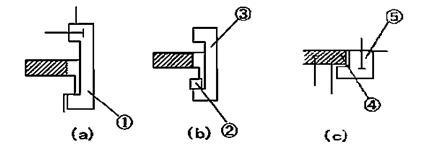 ③ ⑤
④
① ②
(a) (b) (c)